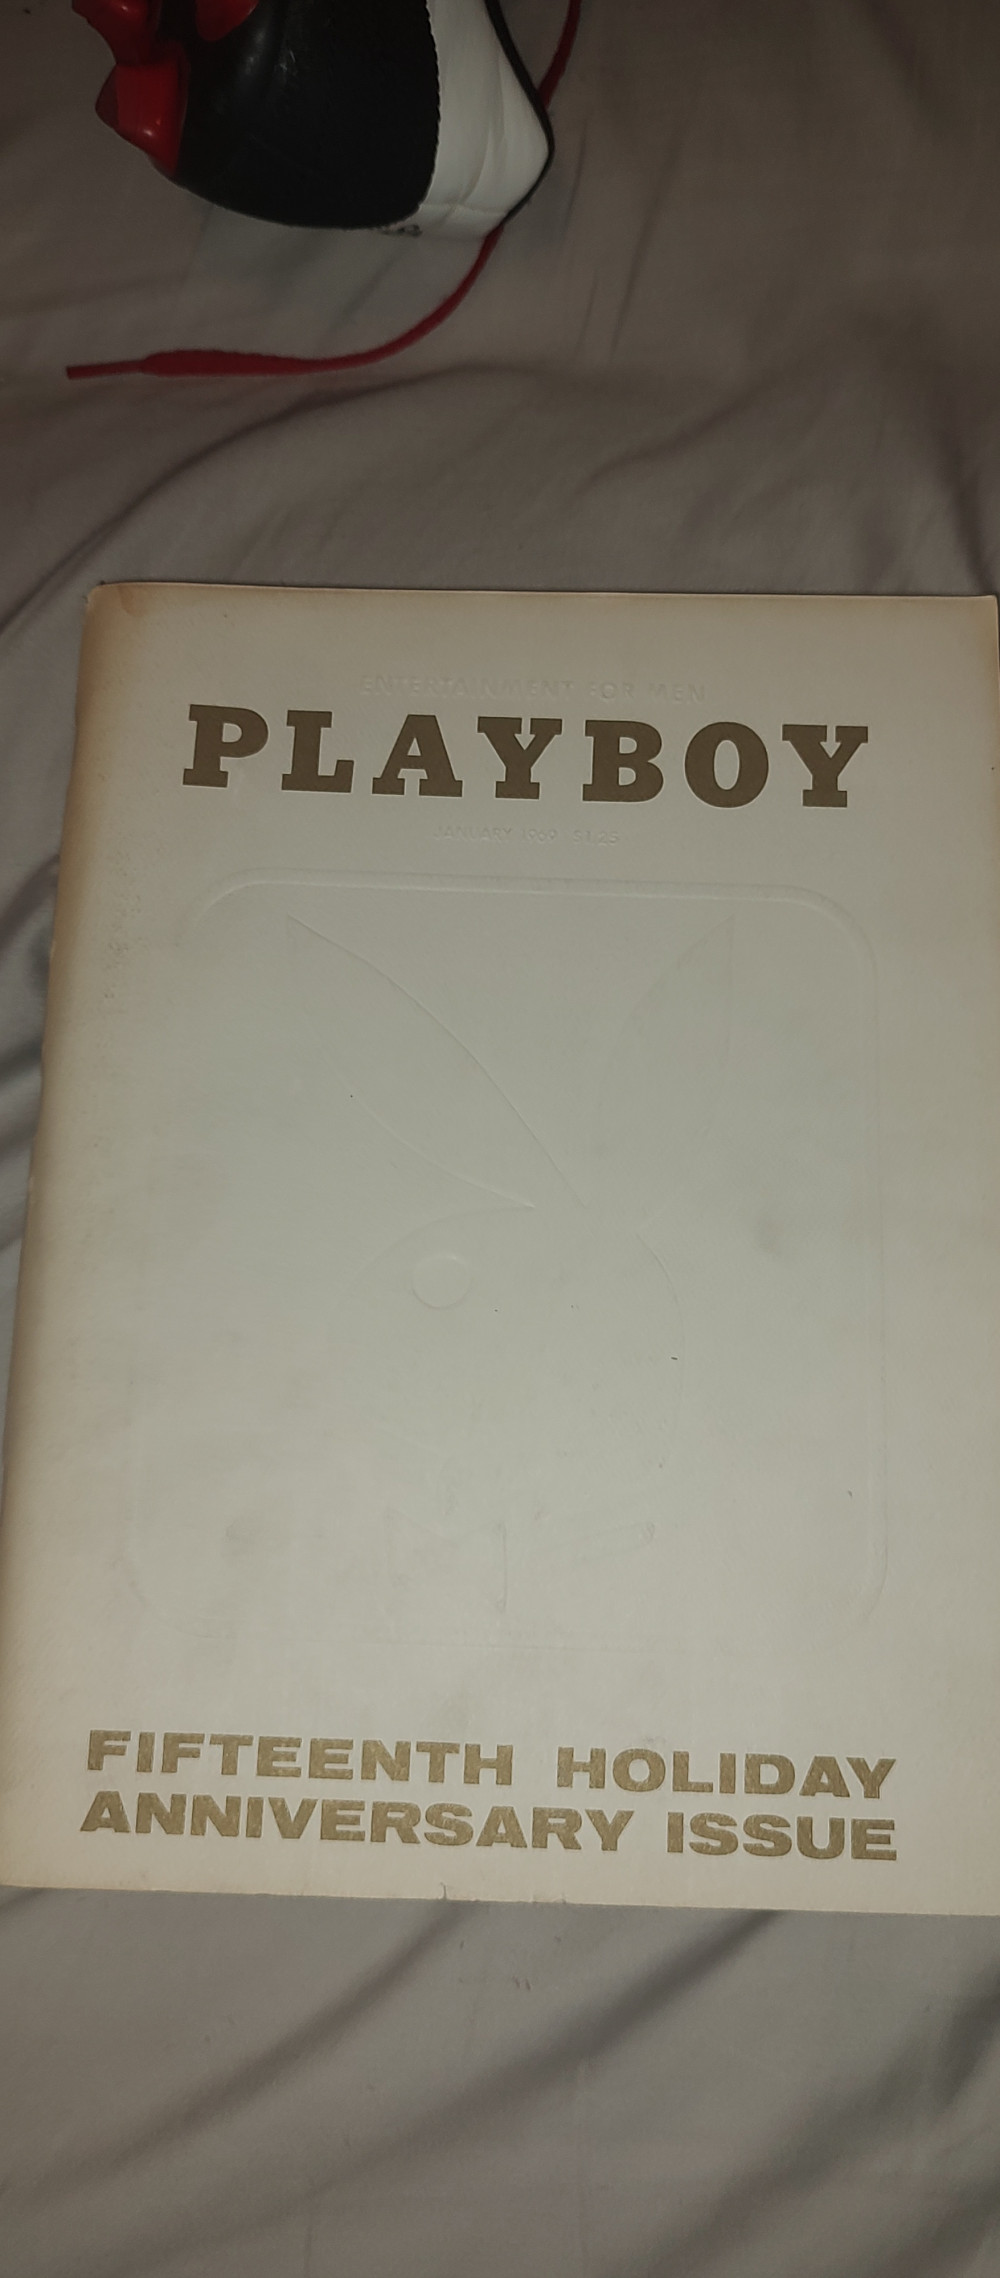 ENTERTAINMENT FOR MEN
PLAYBOY
JANUARY 1969 $1.25
FIFTEENTH HOLIDAY
ANNIVERSARY ISSUE